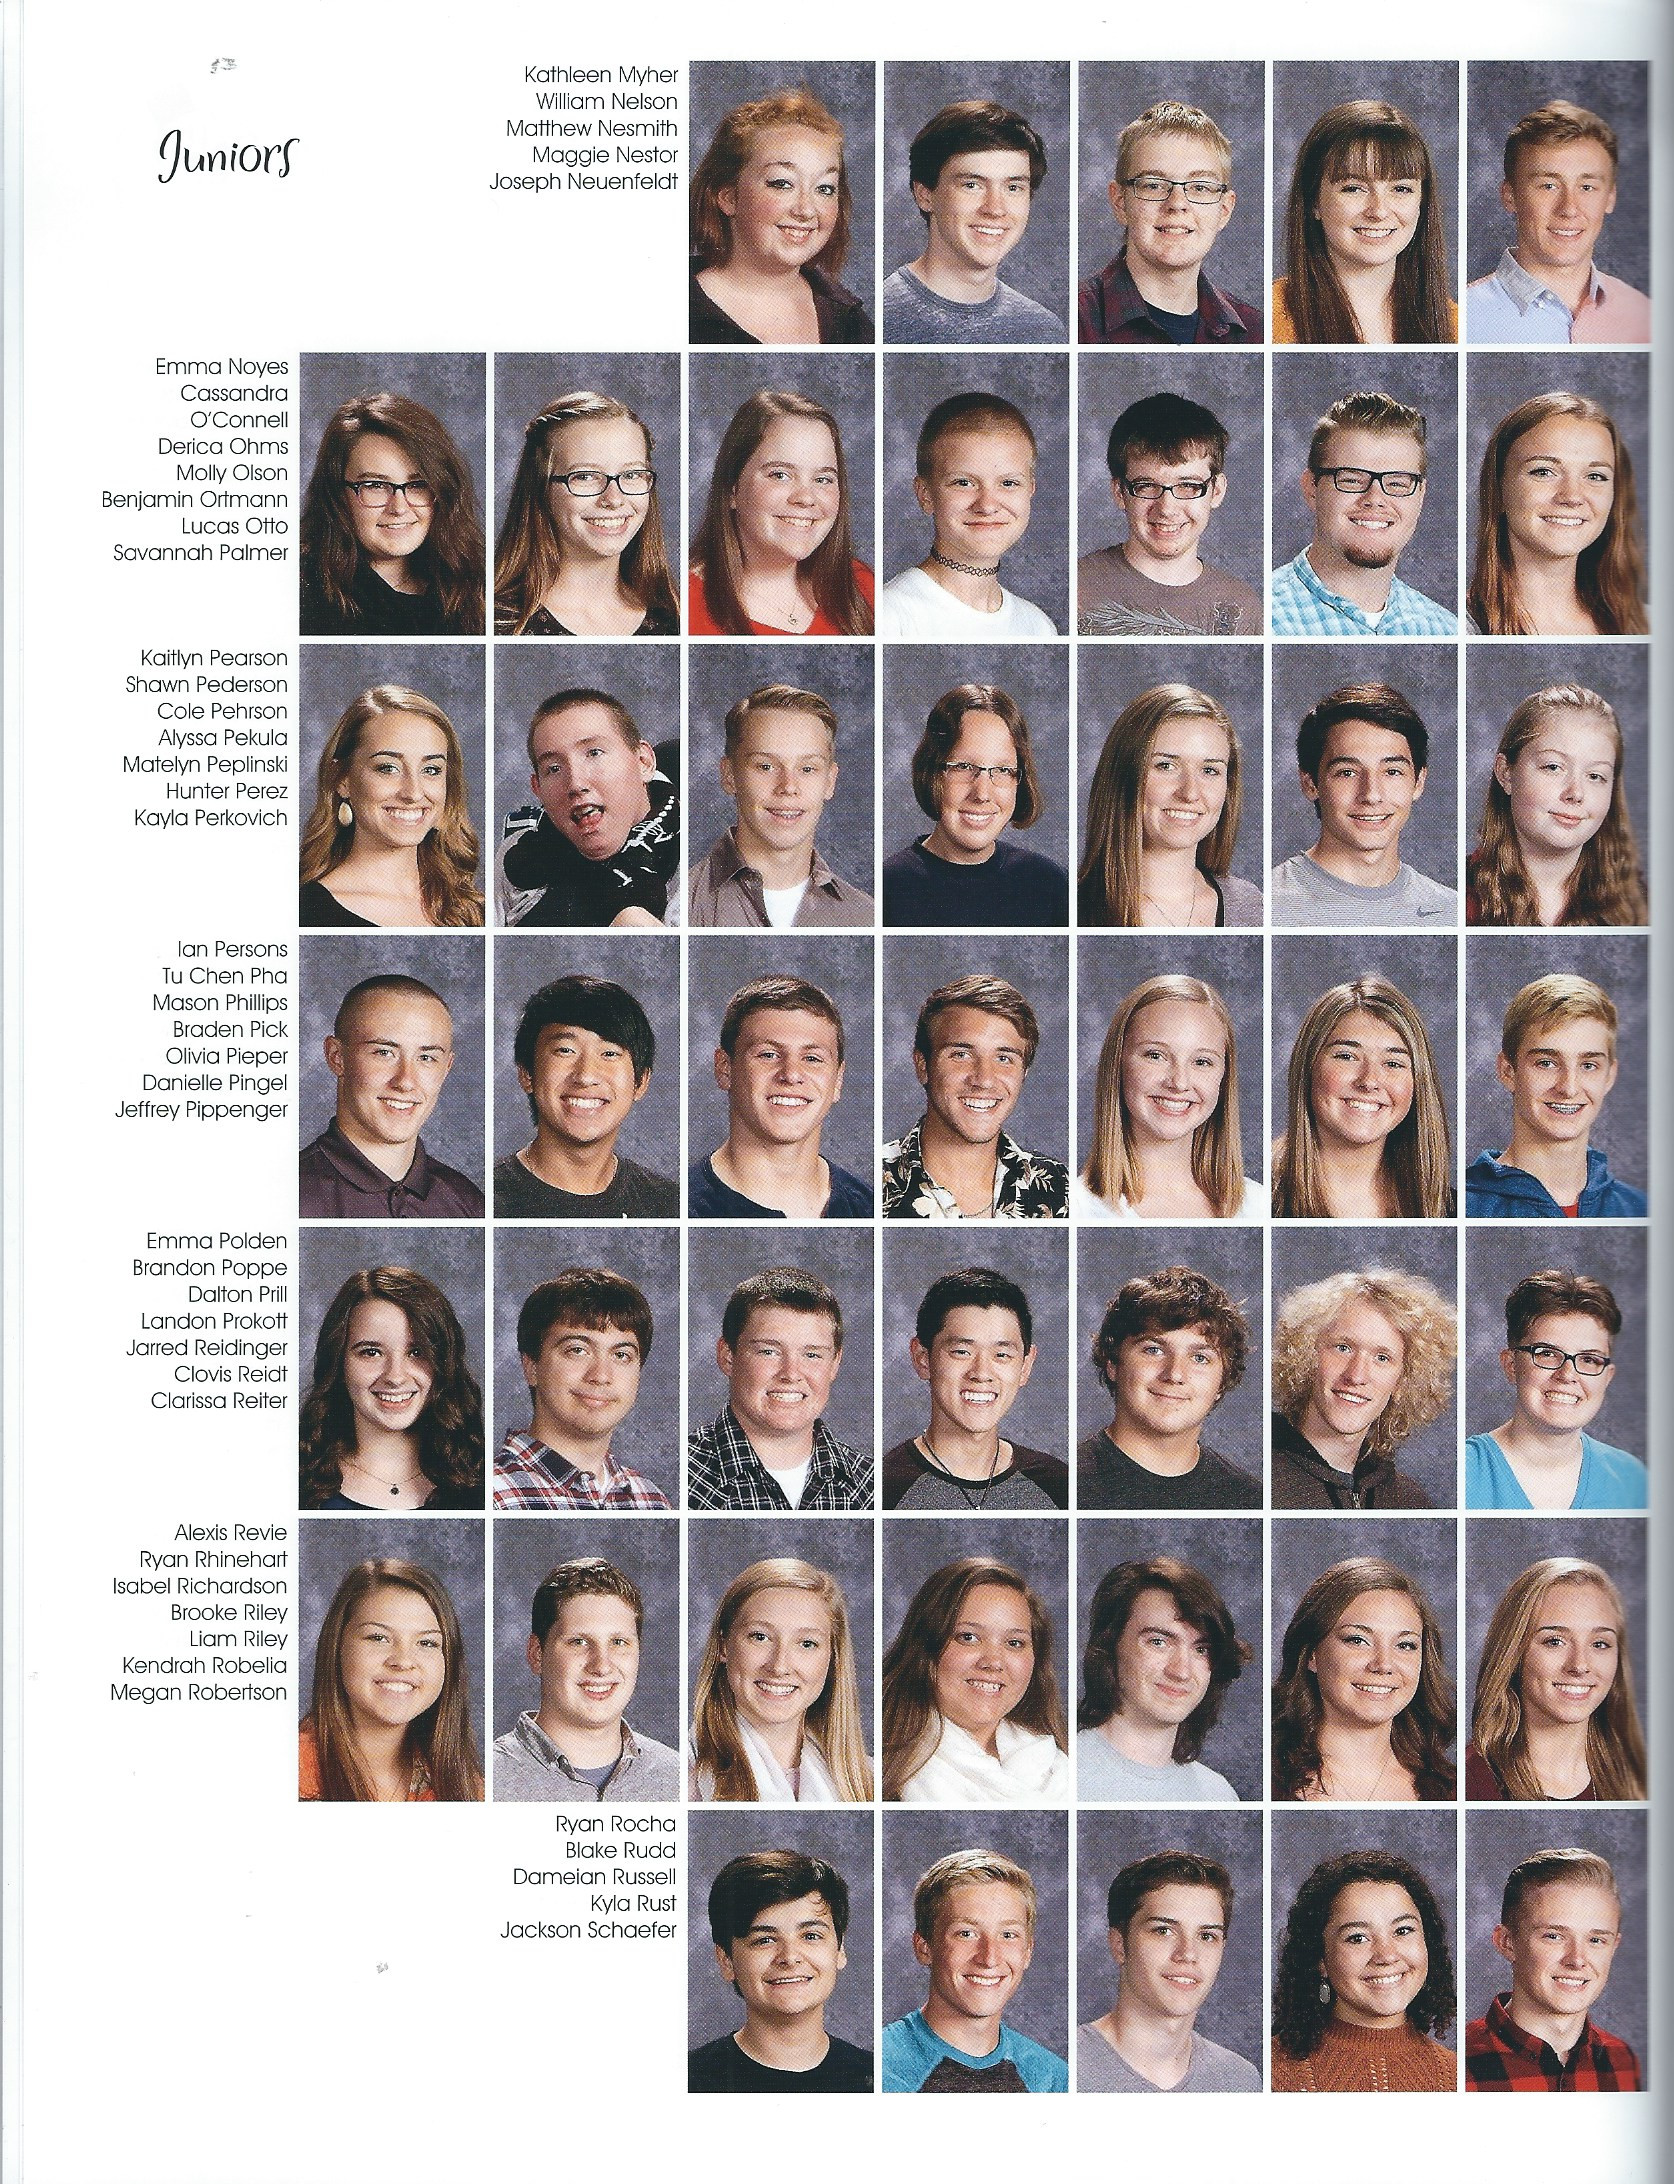 Juniors
Kathleen Myher
William Nelson
Matthew Nesmith
Maggie Nestor
Joseph Neuenfeldt
Emma Noyes
Cassandra
O'Connell
Derica Ohms
Molly Olson
Benjamin Ortmann
Lucas Otto
Savannah Palmer
Kaitlyn Pearson
Shawn Pederson
Cole Pehrson
Alyssa Pekula
Matelyn Peplinski
Hunter Perez
Kayla Perkovich
Ian Persons
Tu Chen Pha
Mason Phillips
Braden Pick
Olivia Pieper
Danielle Pingel
Jeffrey Pippenger
Emma Polden
Brandon Poppe
Dalton Prill
Landon Prokott
Jarred Reidinger
Clovis Reidt
Clarissa Reiter
Alexis Revie
Ryan Rhinehart
Isabel Richardson
Brooke Riley
Liam Riley
Kendrah Robelia
Megan Robertson
Ryan Rocha
Blake Rudd
Dameian Russell
Kyla Rust
Jackson Schaefer